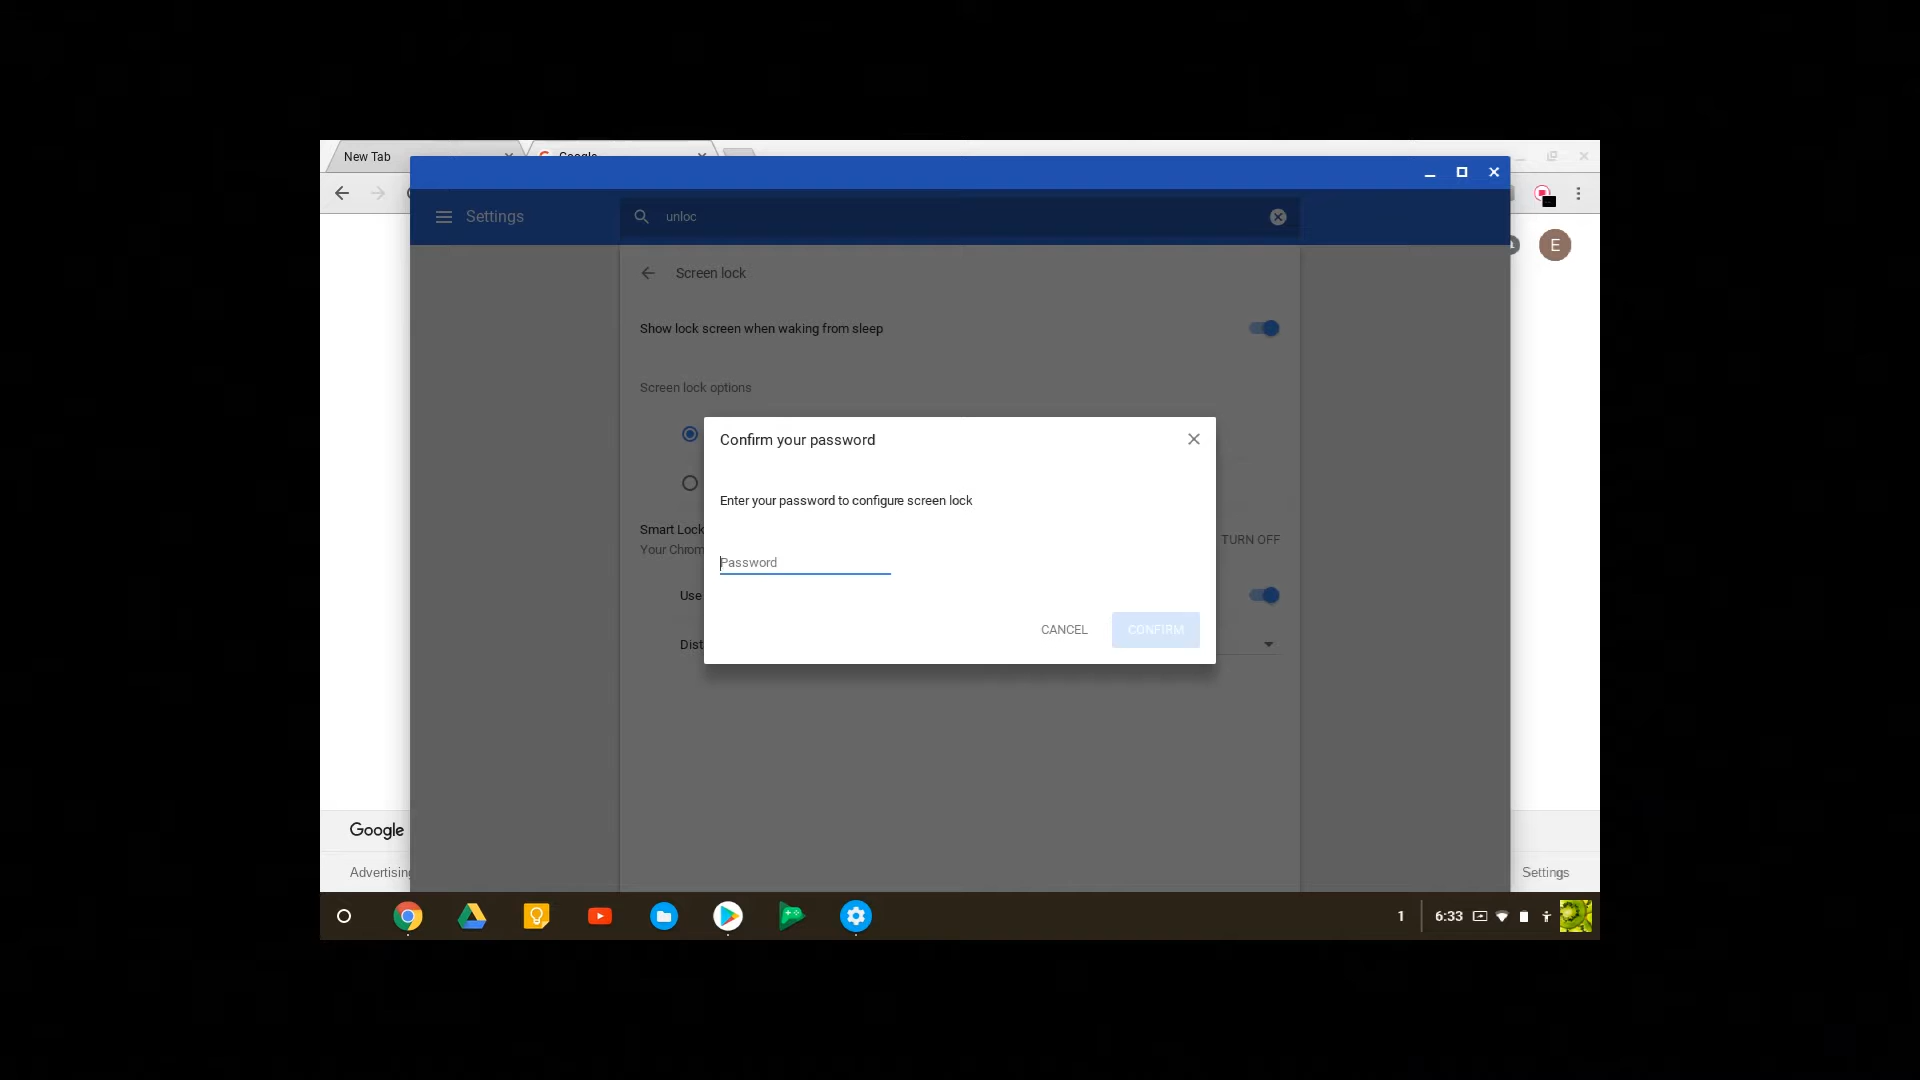 New Tab
Google
Settings
unloc
Screen lock
E
Show lock screen when waking from sleep
Screen lock options
Confirm your password
Enter your password to configure screen lock
Smart Lock
TURN OFF
Your Chrom
Password
Use
CANCEL
CONFIRM
Dist
Google
Advertising
Settings
1
6:33